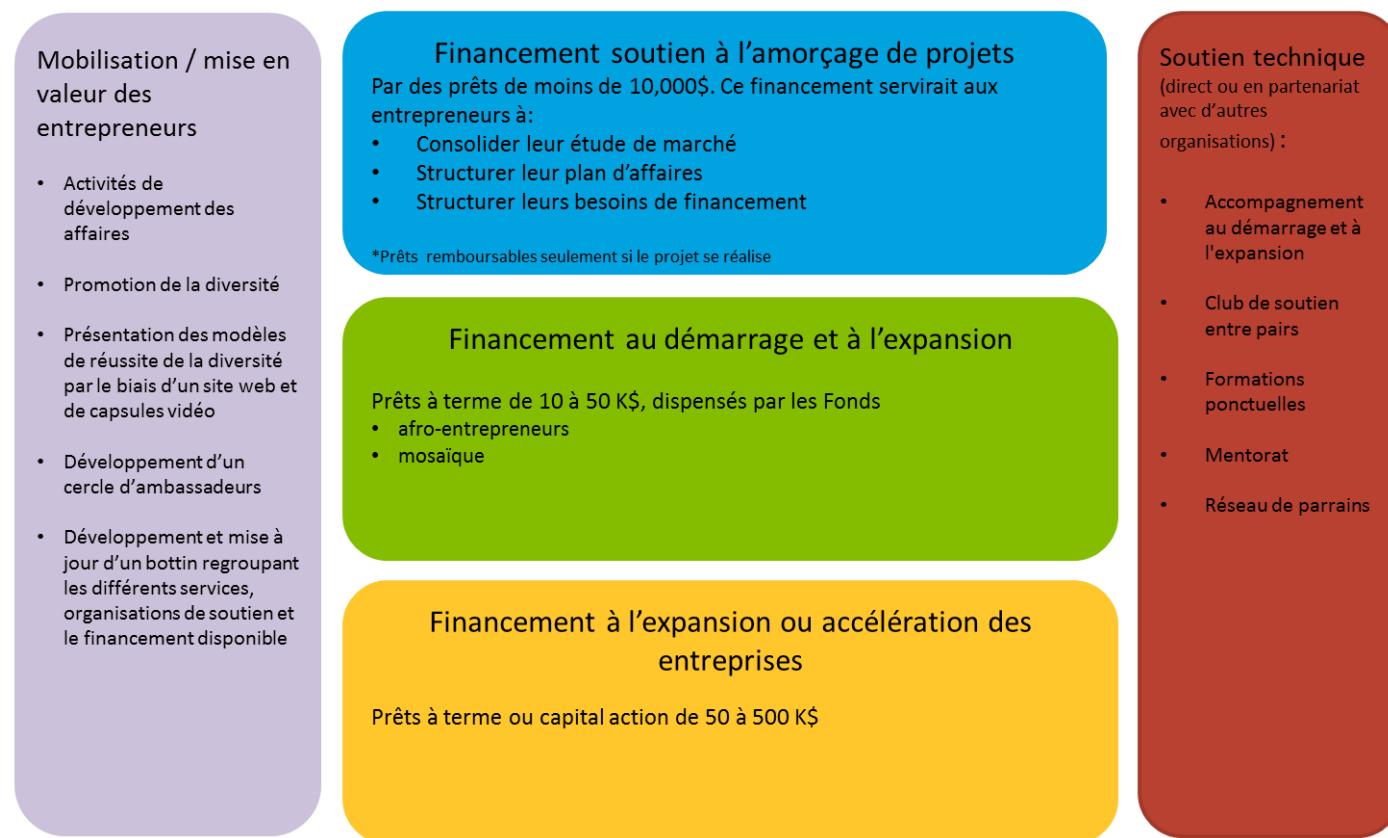 Mobilisation / mise en
valeur des
entrepreneurs
• Activités de
développement des
affaires
• Promotion de la diversité
• Présentation des modèles
de réussite de la diversité
par le biais d’un site web et
de capsules vidéo
• Développement d’un
cercle d’ambassadeurs
• Développement et mise à
jour d’un bottin regroupant
les différents services,
organisations de soutien et
le financement disponible
Financement soutien à l’amorçage de projets
Par des prêts de moins de 10,000$. Ce financement servirait aux
entrepreneurs à:
• Consolider leur étude de marché
• Structurer leur plan d’affaires
• Structurer leurs besoins de financement
*Prêts remboursables seulement si le projet se réalise
Financement au démarrage et à l’expansion
Prêts à terme de 10 à 50 K$, dispensés par les Fonds
• afro-entrepreneurs
• mosaïque
Financement à l’expansion ou accélération des
entreprises
Prêts à terme ou capital action de 50 à 500 K$
Soutien technique
(direct ou en partenariat
avec d’autres
organisations) :
• Accompagnement
au démarrage et à
l'expansion
• Club de soutien
entre pairs
• Formations
ponctuelles
• Mentorat
• Réseau de parrains